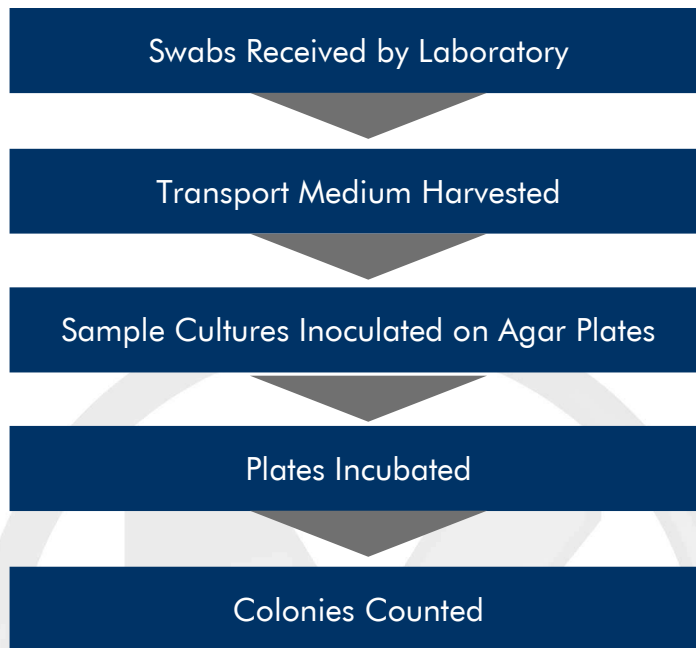 Swabs Received by Laboratory
Transport Medium Harvested
Sample Cultures Inoculated on Agar Plates
Plates Incubated
Colonies Counted